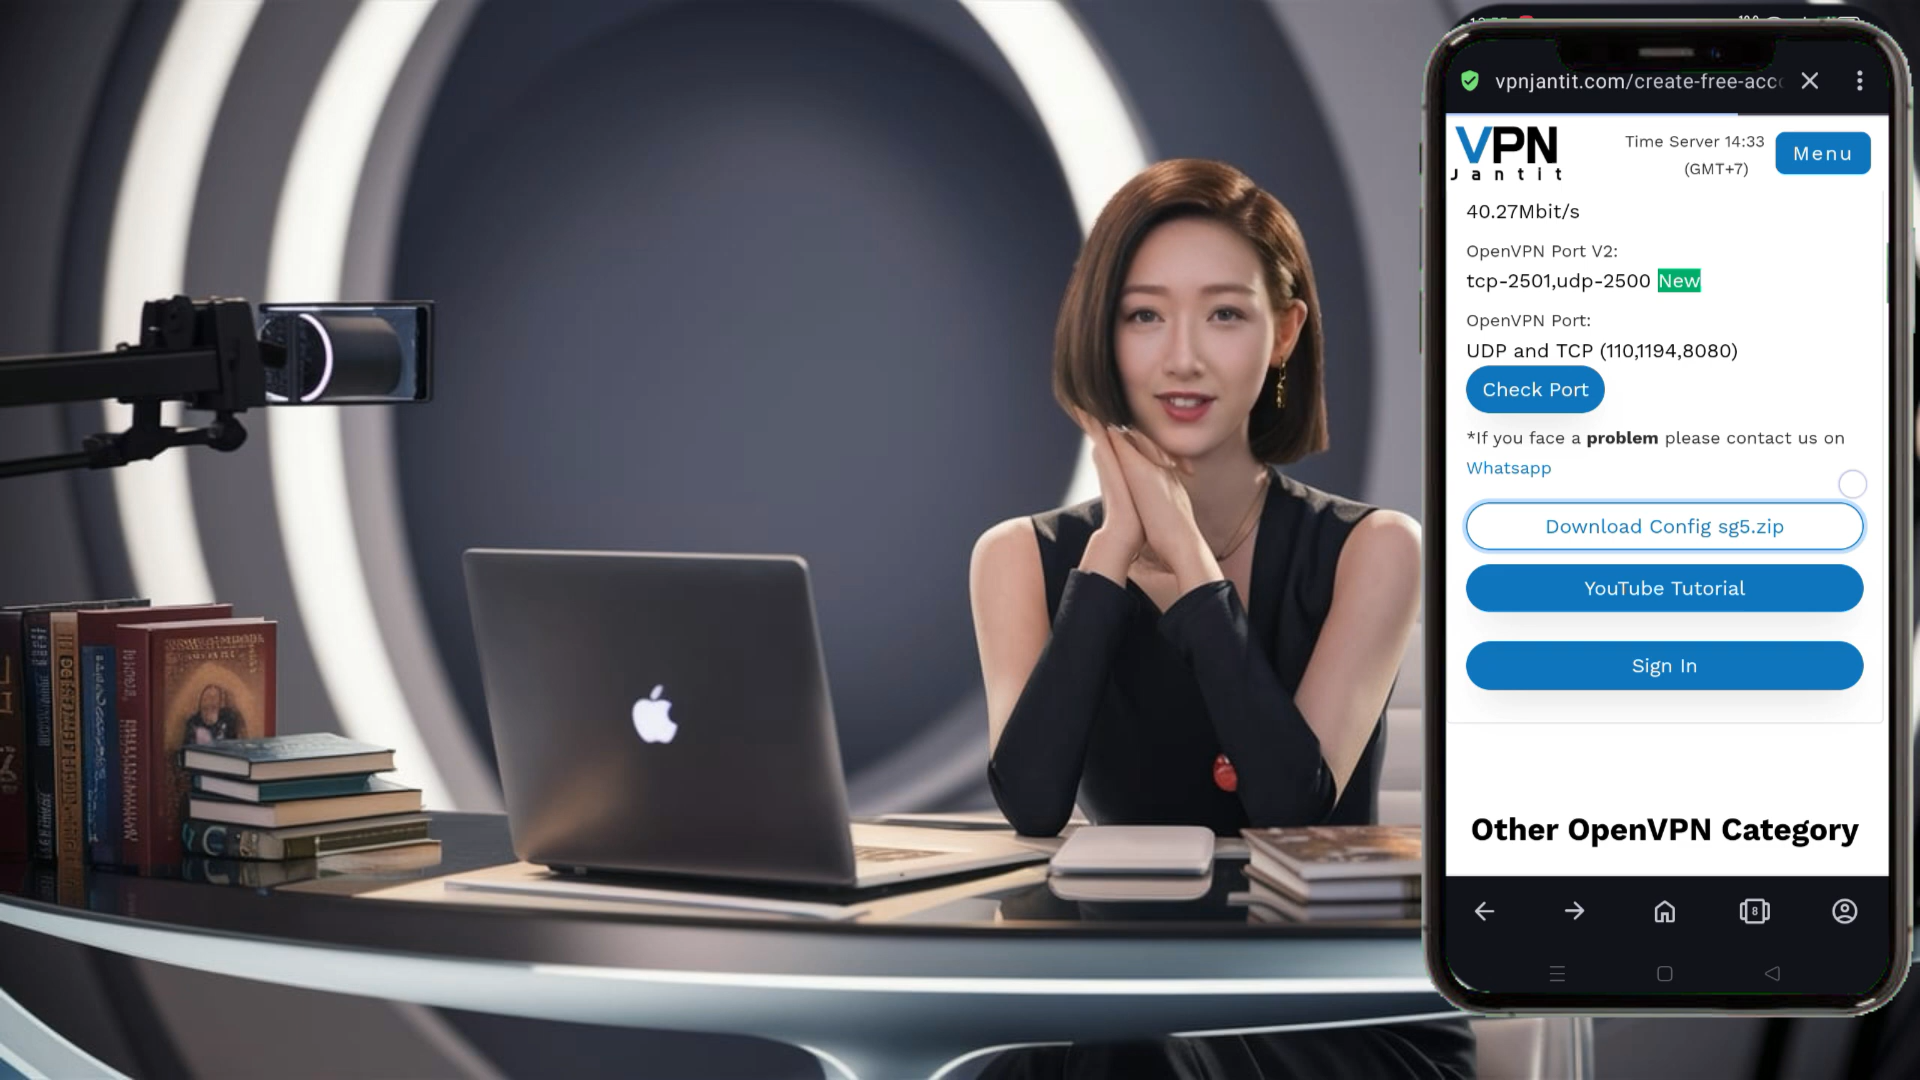 vpnjantit.com/create-free-acc
VPN
Jantit
Time Server 14:33
(GMT+7)
Menu
40.27Mbit/s
OpenVPN Port V2:
tcp-2501,udp-2500 New
OpenVPN Port:
UDP and TCP (110,1194,8080)
Check Port
*If you face a problem please contact us on
Whatsapp
Download Config sg5.zip
YouTube Tutorial
Sign In
Other OpenVPN Category
8